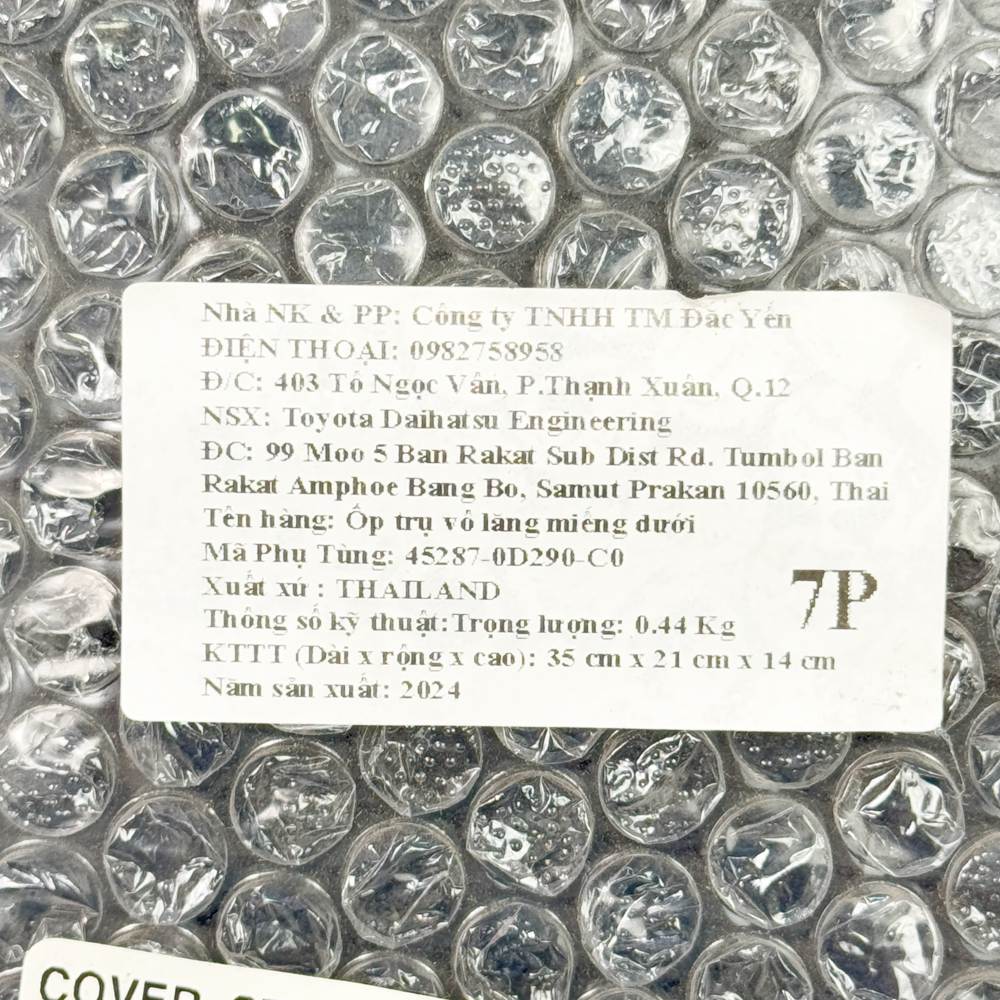 Nhà NK & PP: Công ty TNHH TM Đặc Yến
ĐIỆN THOẠI: 0982758958
Đ/C: 403 Tô Ngọc Vân, P.Thạnh Xuân, Q.12
NSX: Toyota Daihatsu Engineering
ĐC: 99 Moo 5 Ban Rakat Sub Dist Rd. Tumbol Ban
Rakat Amphoe Bang Bo, Samut Prakan 10560, Thai
Tên hàng: Ốp trụ vô lăng miếng dưới
Mã Phụ Tùng: 45287-0D290-C0
Xuất xứ : THAILAND
7P
Thông số kỹ thuật:Trọng lượng: 0.44 Kg
KTTT (Dài x rộng x cao): 35 cm x 21 cm x 14 cm
Năm sản xuất: 2024
COVER